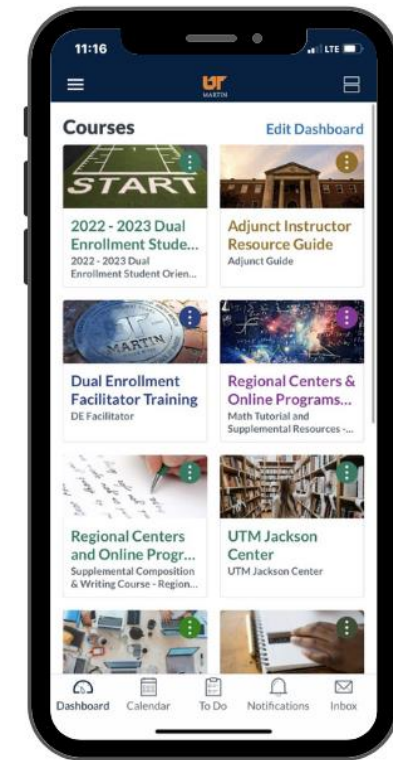 11:16
LTE
UT
MARTIN
Courses
Edit Dashboard
START
2022 - 2023 Dual
Enrollment Stude...
2022 - 2023 Dual
Enrollment Student Orien...
Adjunct Instructor
Resource Guide
Adjunct Guide
MARTIN
Dual Enrollment
Facilitator Training
DE Facilitator
Regional Centers &
Online Programs...
Math Tutorial and
Supplemental Resources -...
Regional Centers
and Online Progr...
Supplemental Composition
& Writing Course - Region...
UTM Jackson
Center
UTM Jackson Center
Dashboard
Calendar
To Do
Notifications
Inbox